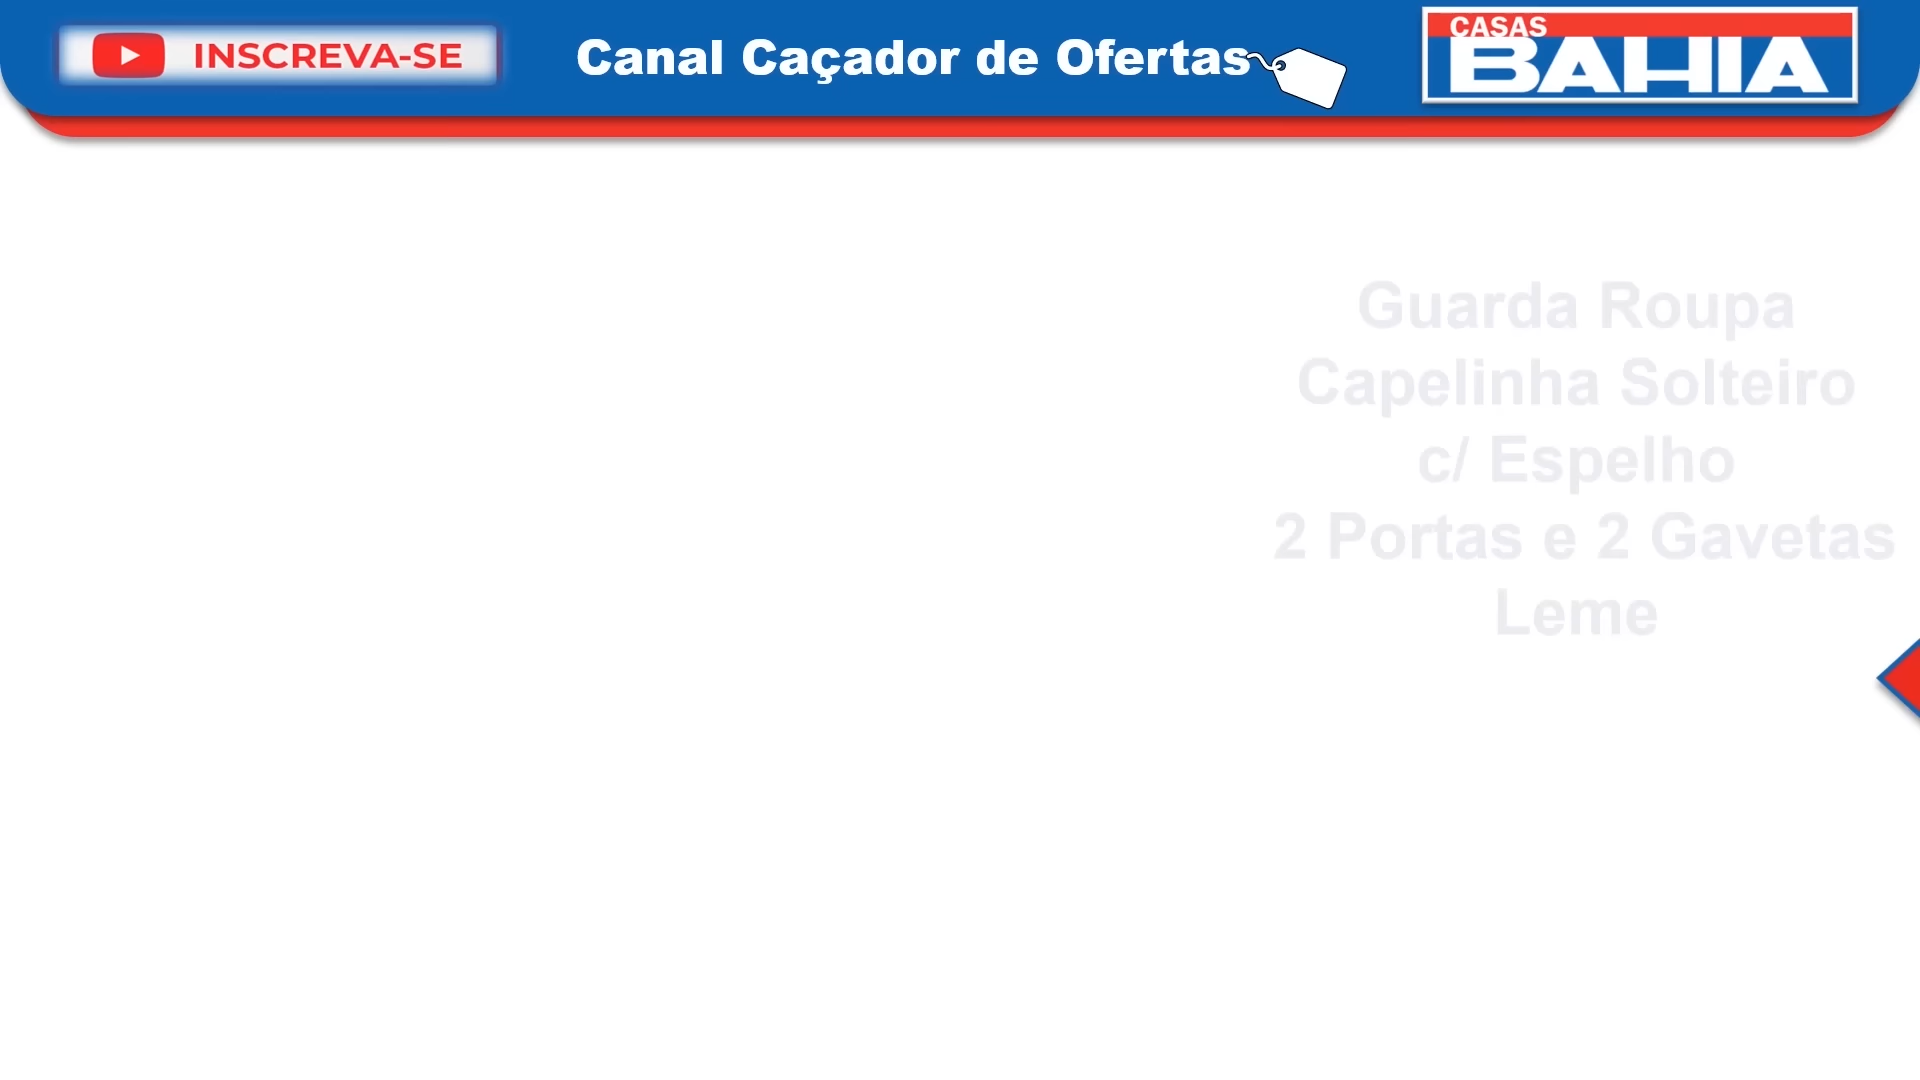 INSCREVA-SE
Canal Caçador de Ofertas
CASAS
BAHIA
Guarda Roupa
Capelinha Solteiro
c/ Espelho
2 Portas e 2 Gavetas
Leme